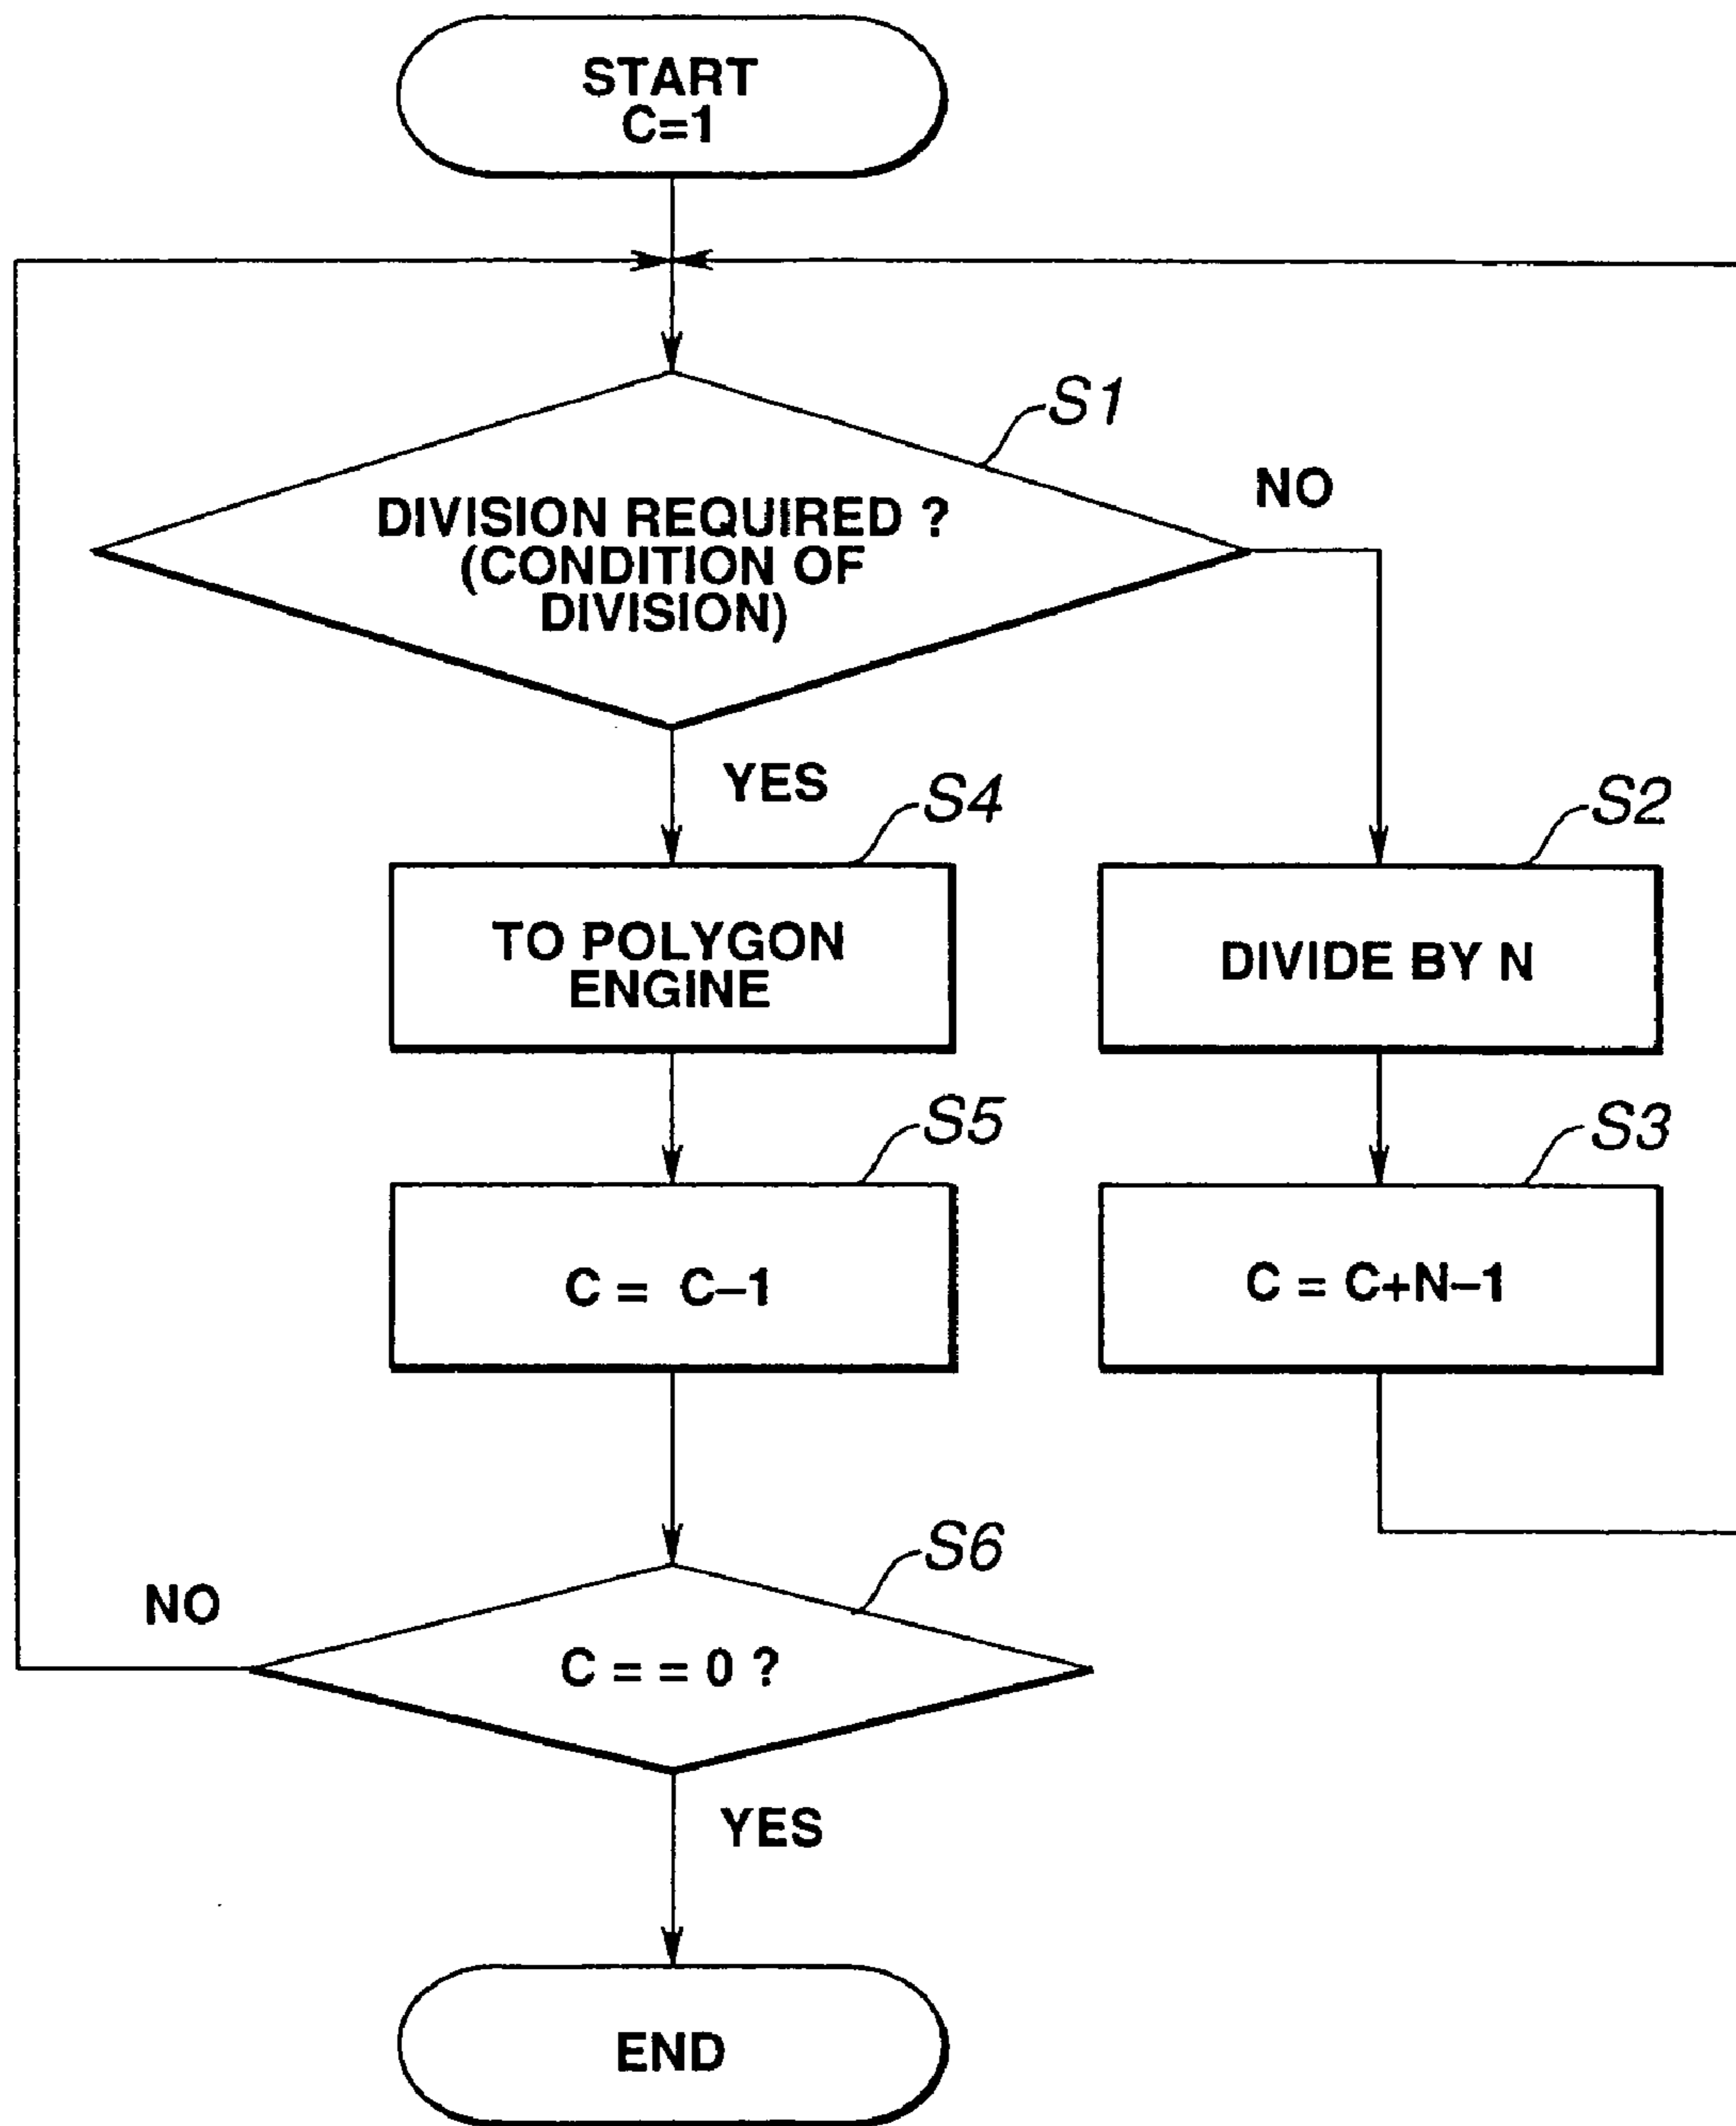 START
C=1
S1
NO
DIVISION REQUIRED ?
(CONDITION OF
DIVISION)
YES
S4
S2
TO POLYGON
ENGINE
DIVIDE BY N
S5
S3
C = C–1
C = C+N–1
S6
NO
C = = 0 ?
YES
END